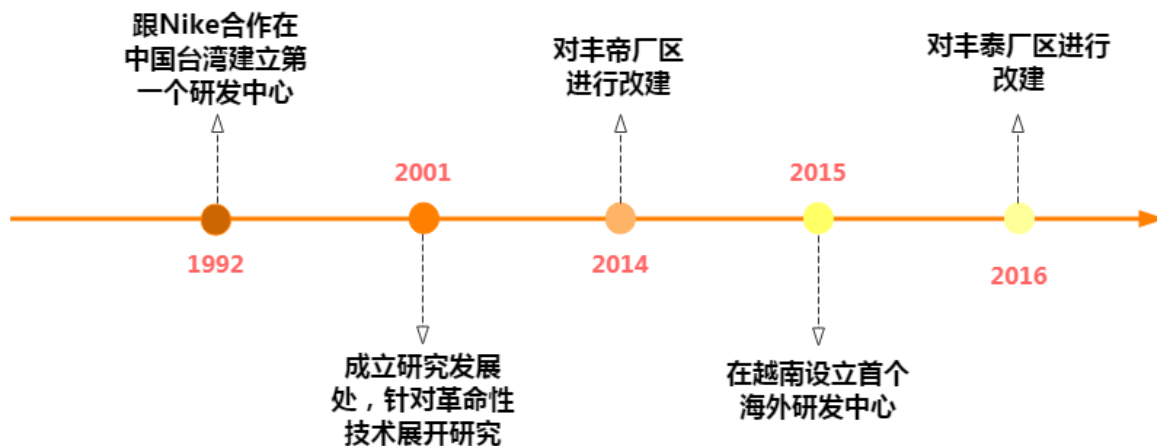 跟Nike合作在
中国台湾建立第
一个研发中心
1992
2001
成立研究发展
处，针对革命性
技术展开研究
对丰帝厂区
进行改建
2014
2015
在越南设立首个
海外研发中心
对丰泰厂区进行
改建
2016